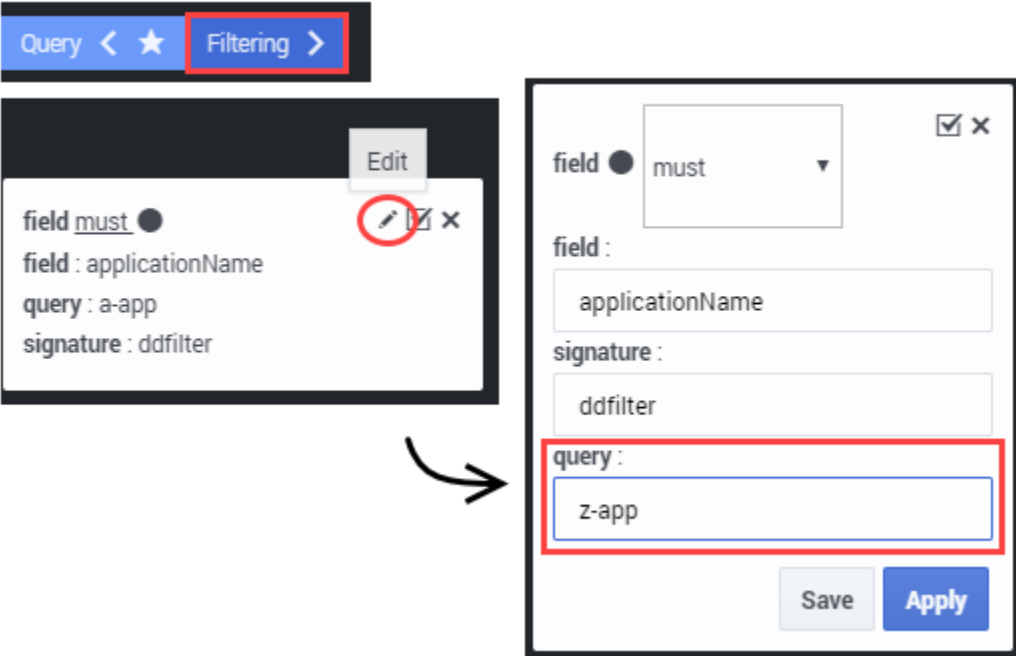 Query Filtering
Edit
field must
field : applicationName
query : a-app
signature : ddfilter
field must
field :
applicationName
signature :
ddfilter
query :
z-app
Save Apply